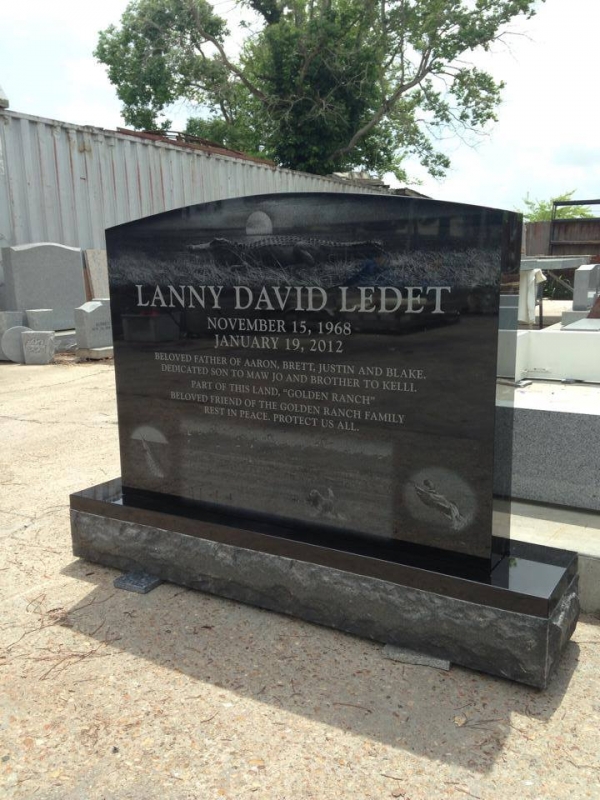 LANNY DAVID LEDET
NOVEMBER 15, 1968
JANUARY 19, 2012
BELOVED FATHER OF AARON, BRETT, JUSTIN AND BLAKE.
DEDICATED SON TO MAW JO AND BROTHER TO KELLI.
PART OF THIS LAND, "GOLDEN RANCH"
BELOVED FRIEND OF THE GOLDEN RANCH FAMILY
REST IN PEACE. PROTECT US ALL.